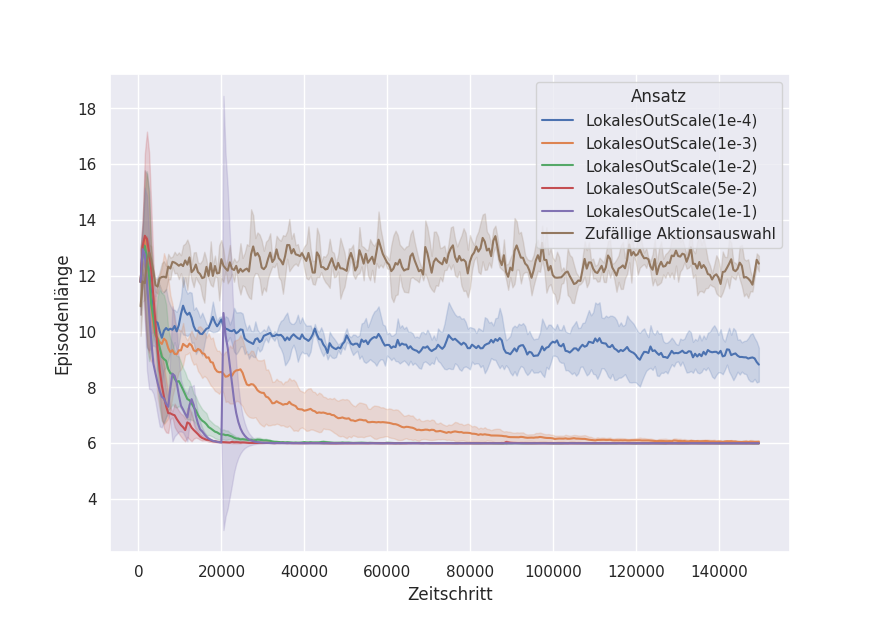 Ansatz
LokalesOutScale(1e-4)
LokalesOutScale(1e-3)
LokalesOutScale(1e-2)
LokalesOutScale(5e-2)
LokalesOutScale(1e-1)
Zufällige Aktionsauswahl
Episodenlänge
18
16
14
12
10
8
6
4
0 20000 40000 60000 80000 100000 120000 140000
Zeitschritt